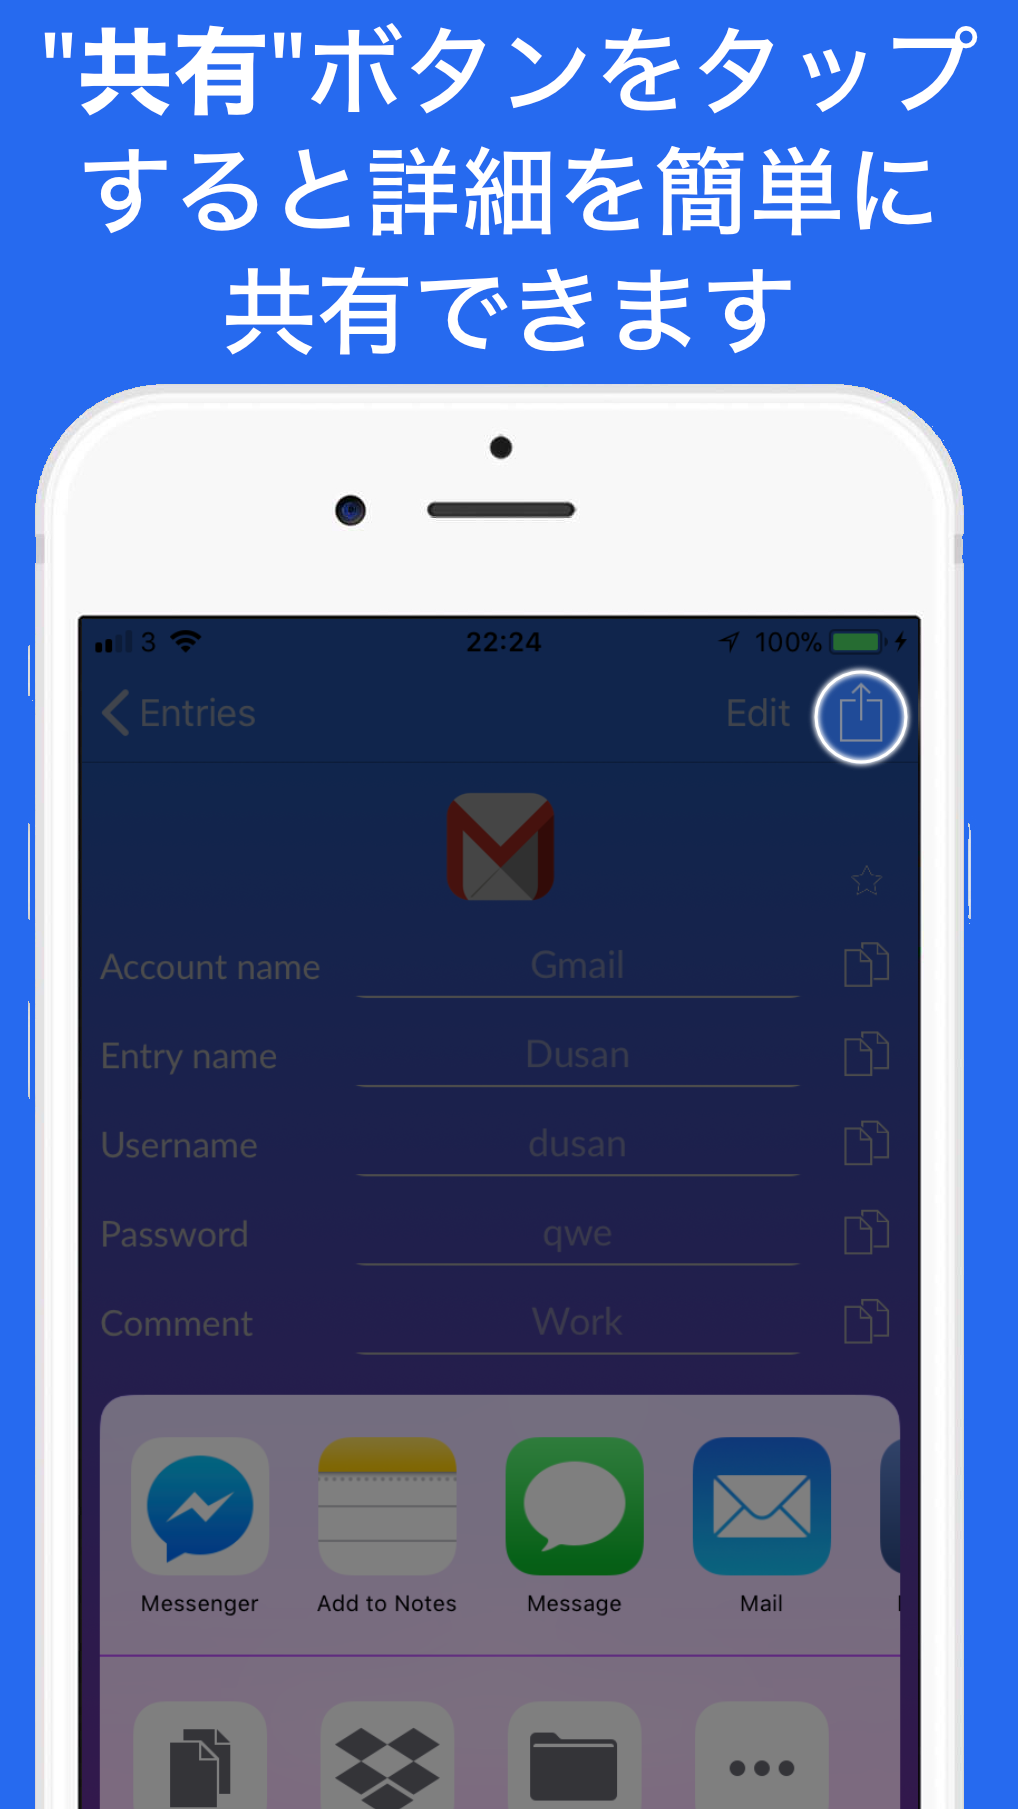 "共有"ボタンをタップ
すると詳細を簡単に
共有できます
3 22:24 100%
Entries Edit
Account name Gmail
Entry name Dusan
Username dusan
Password qwe
Comment Work
Messenger Add to Notes Message Mail